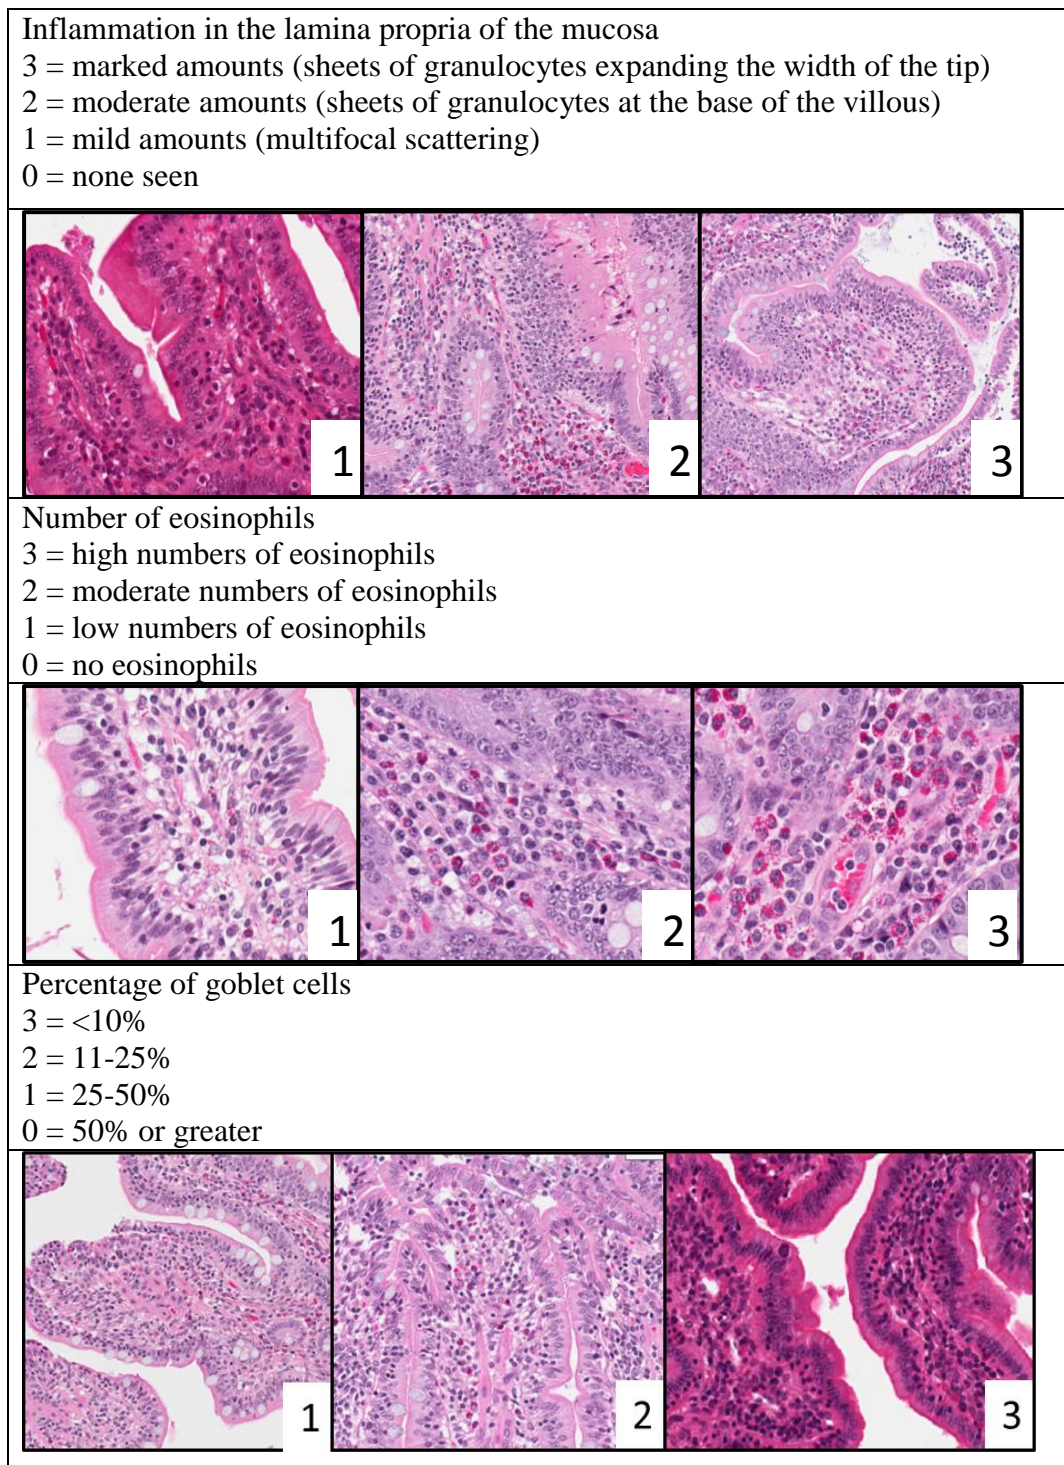 Inflammation in the lamina propria of the mucosa
3 = marked amounts (sheets of granulocytes expanding the width of the tip)
2 = moderate amounts (sheets of granulocytes at the base of the villous)
1 = mild amounts (multifocal scattering)
0 = none seen
1 2 3
Number of eosinophils
3 = high numbers of eosinophils
2 = moderate numbers of eosinophils
1 = low numbers of eosinophils
0 = no eosinophils
1 2 3
Percentage of goblet cells
3 = <10%
2 = 11-25%
1 = 25-50%
0 = 50% or greater
1 2 3